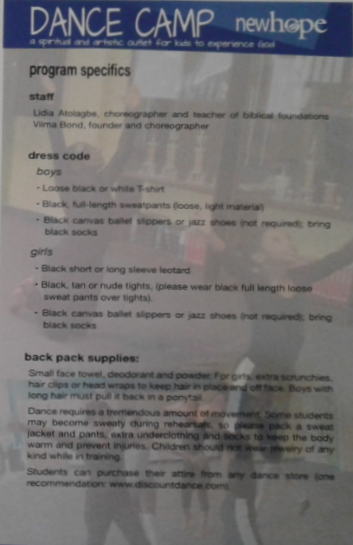 DANCE CAMP newhope
a spiritual and artistic outlet for kids to experience God
program specifics
staff
Lidia Atolagbe, choreographer and teacher of biblical foundations
Vilma Bond, founder and choreographer
dress code
boys
• Loose black or white T-shirt
• Black, full-length sweatpants (loose, light material)
• Black canvas ballet slippers or jazz shoes (not required); bring
black socks
girls
• Black short or long sleeve leotard
• Black, tan or nude tights, (please wear black full length loose
sweat pants over tights).
• Black canvas ballet slippers or jazz shoes (not required); bring
black socks
back pack supplies:
Small face towel, deodorant and powder. For girls, extra scrunchies,
hair clips or head wraps to keep hair in place and off face. Boys with
long hair must pull it back in a ponytail.
Dance requires a tremendous amount of movement. Some students
may become sweaty during rehearsals, so please pack a sweat
jacket and pants, extra underclothing and socks to keep the body
warm and prevent injuries. Children should not wear jewelry of any
kind while in training.
Students can purchase their attire from any dance store (one
recommendation: www.discountdance.com).